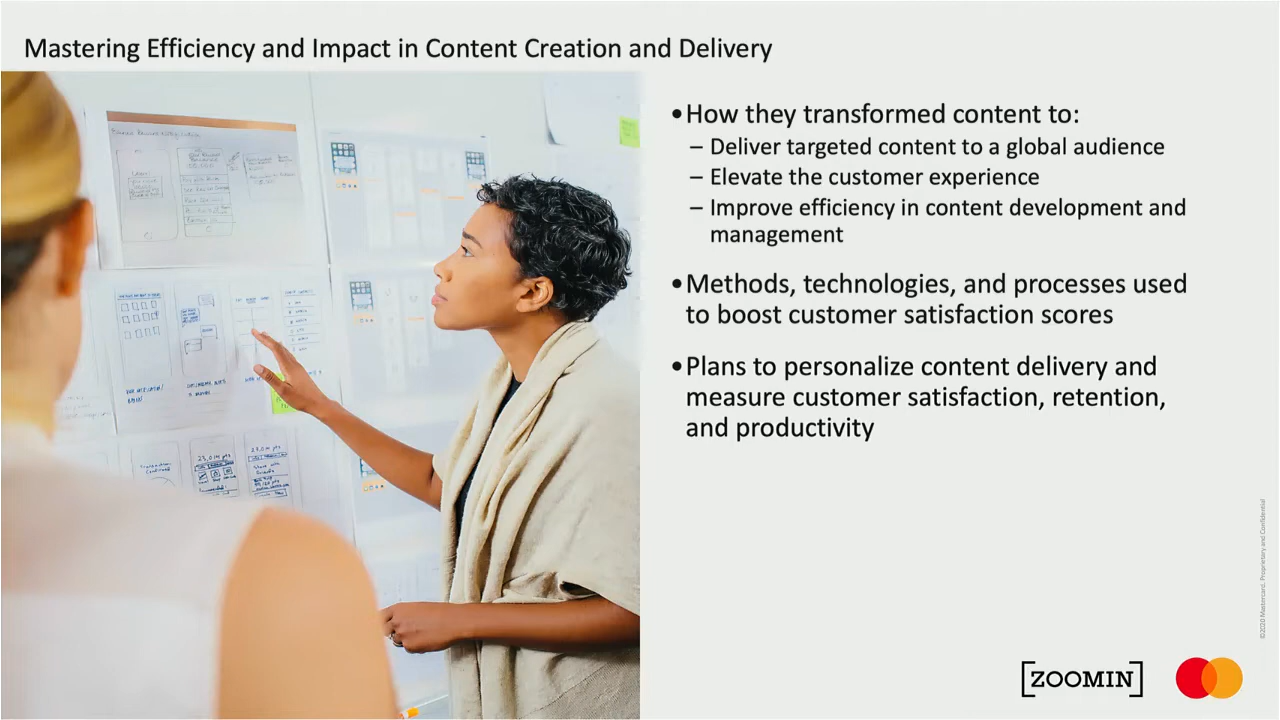 Mastering Efficiency and Impact in Content Creation and Delivery
•How they transformed content to:
– Deliver targeted content to a global audience
– Elevate the customer experience
– Improve efficiency in content development and
management
•Methods, technologies, and processes used
to boost customer satisfaction scores
•Plans to personalize content delivery and
measure customer satisfaction, retention,
and productivity
©2020 Mastercard. Proprietary and Confidential
[ZOOMIN]